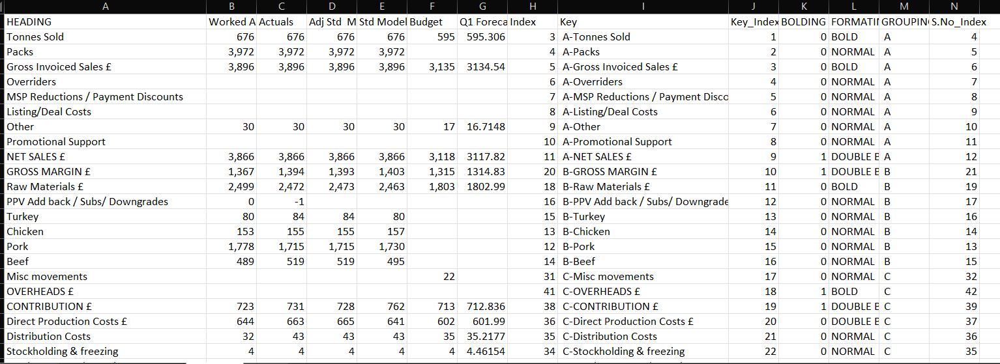 A B C D E F G H I J K L M N
HEADING Worked A Actuals Adj Std M Std Model Budget Q1 Foreca Index Key Key_Index BOLDING FORMATI GROUPIN S.No_Index
Tonnes Sold 676 676 676 676 595 595.306 3 A-Tonnes Sold 1 0 BOLD A 4
Packs 3,972 3,972 3,972 3,972 4 A-Packs 2 0 NORMAL A 5
Gross Invoiced Sales £ 3,896 3,896 3,896 3,896 3,135 3134.54 5 A-Gross Invoiced Sales £ 3 0 BOLD A 6
Overriders 6 A-Overriders 4 0 NORMAL A 7
MSP Reductions / Payment Discounts 7 A-MSP Reductions / Payment Disco 5 0 NORMAL A 8
Listing/Deal Costs 8 A-Listing/Deal Costs 6 0 NORMAL A 9
Other 30 30 30 30 17 16.7148 9 A-Other 7 0 NORMAL A 10
Promotional Support 10 A-Promotional Support 8 0 NORMAL A 11
NET SALES £ 3,866 3,866 3,866 3,866 3,118 3117.82 11 A-NET SALES £ 9 1 DOUBLE B A 12
GROSS MARGIN £ 1,367 1,394 1,393 1,403 1,315 1314.83 20 B-GROSS MARGIN £ 10 1 DOUBLE B B 21
Raw Materials £ 2,499 2,472 2,473 2,463 1,803 1802.99 18 B-Raw Materials £ 11 0 BOLD B 19
PPV Add back / Subs/ Downgrades 0 -1 16 B-PPV Add back / Subs/ Downgrade 12 0 NORMAL B 17
Turkey 80 84 84 80 15 B-Turkey 13 0 NORMAL B 16
Chicken 153 155 155 157 13 B-Chicken 14 0 NORMAL B 14
Pork 1,778 1,715 1,715 1,730 12 B-Pork 15 0 NORMAL B 13
Beef 489 519 519 495 14 B-Beef 16 0 NORMAL B 15
Misc movements 22 31 C-Misc movements 17 0 NORMAL C 32
OVERHEADS £ 41 C-OVERHEADS £ 18 1 BOLD C 42
CONTRIBUTION £ 723 731 728 762 713 712.836 38 C-CONTRIBUTION £ 19 1 DOUBLE B C 39
Direct Production Costs £ 644 663 665 641 602 601.99 36 C-Direct Production Costs £ 20 0 DOUBLE B C 37
Distribution Costs 32 43 43 43 35 35.2177 35 C-Distribution Costs 21 0 NORMAL C 36
Stockholding & freezing 4 4 4 4 4 4.46154 34 C-Stockholding & freezing 22 0 NORMAL C 35